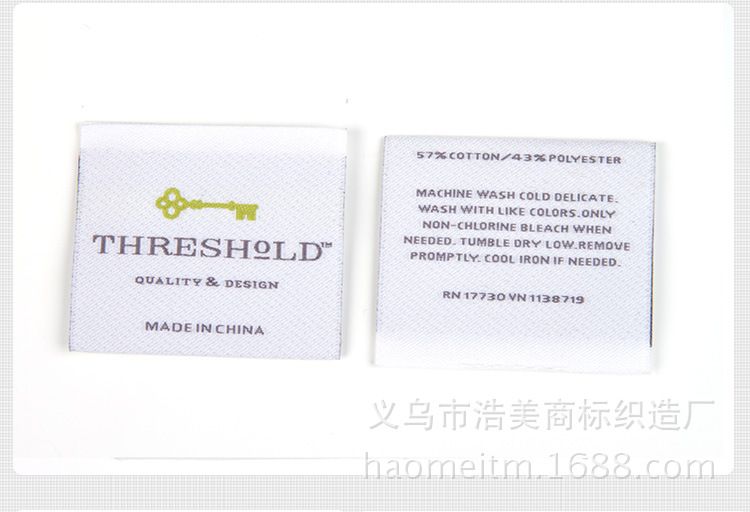 THRESHOLD™
QUALITY & DESIGN
MADE IN CHINA
57% COTTON/43% POLYESTER
MACHINE WASH COLD DELICATE.
WASH WITH LIKE COLORS.ONLY
NON-CHLORINE BLEACH WHEN
NEEDED. TUMBLE DRY LOW.REMOVE
PROMPTLY. COOL IRON IF NEEDED.
RN 17730 VN 1138719
义乌市浩美商标织造厂
haomeitm.1688.com